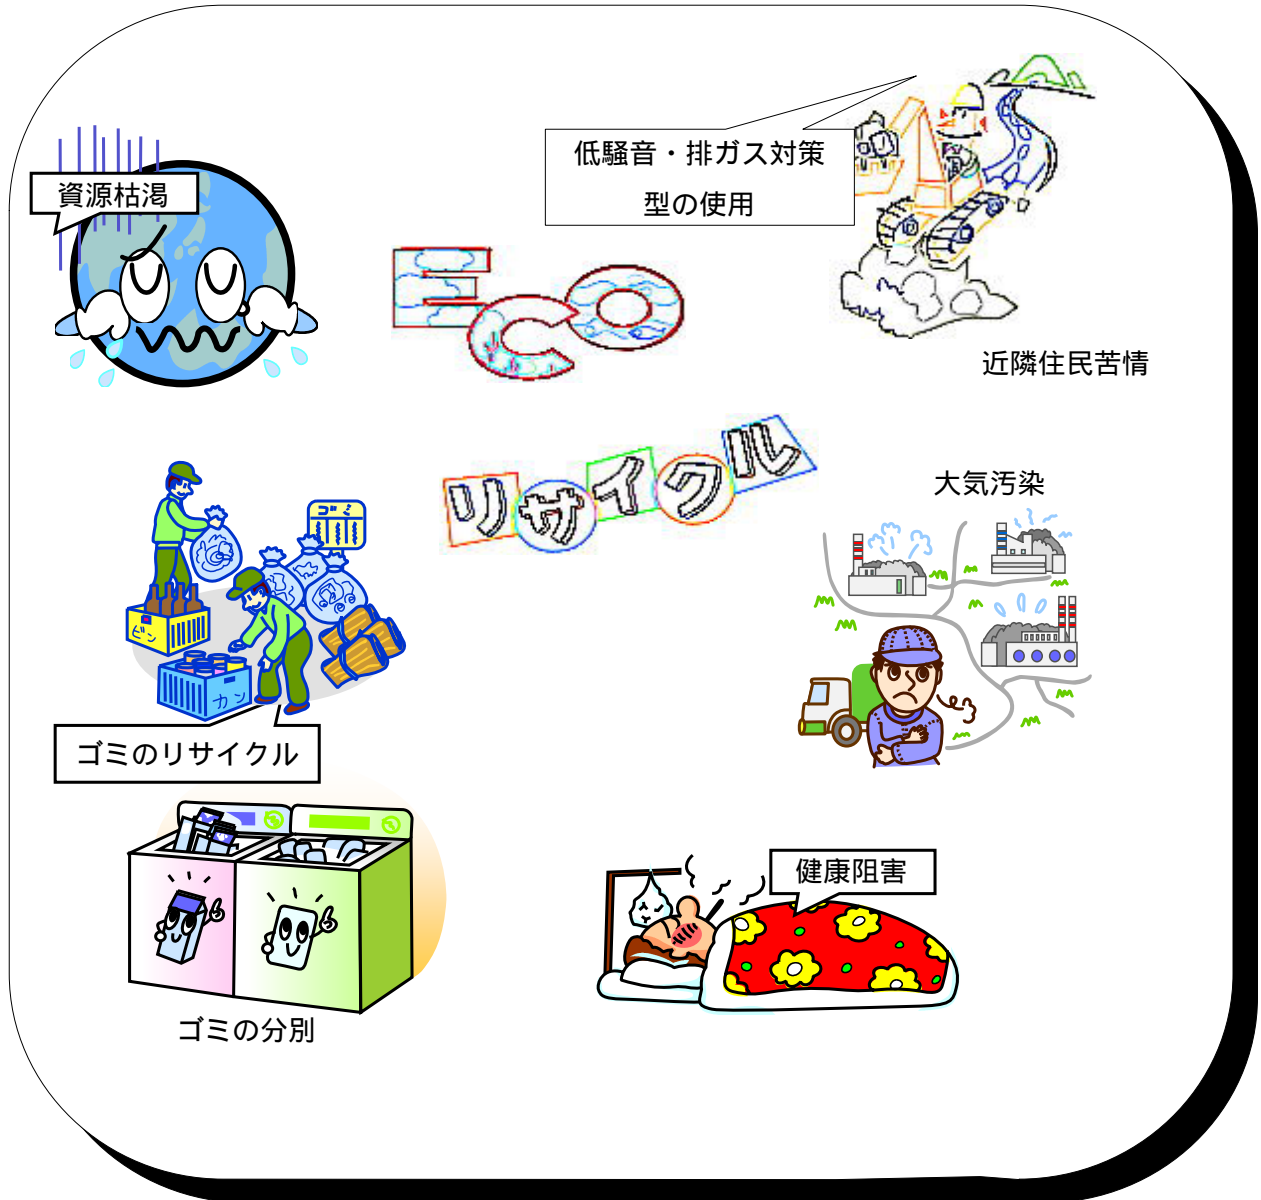 低騒音・排ガス対策
型の使用
資源枯渇
ECO
近隣住民苦情
リサイクル
大気汚染
ゴミ
ビン
カン
ゴミのリサイクル
健康阻害
ゴミの分別